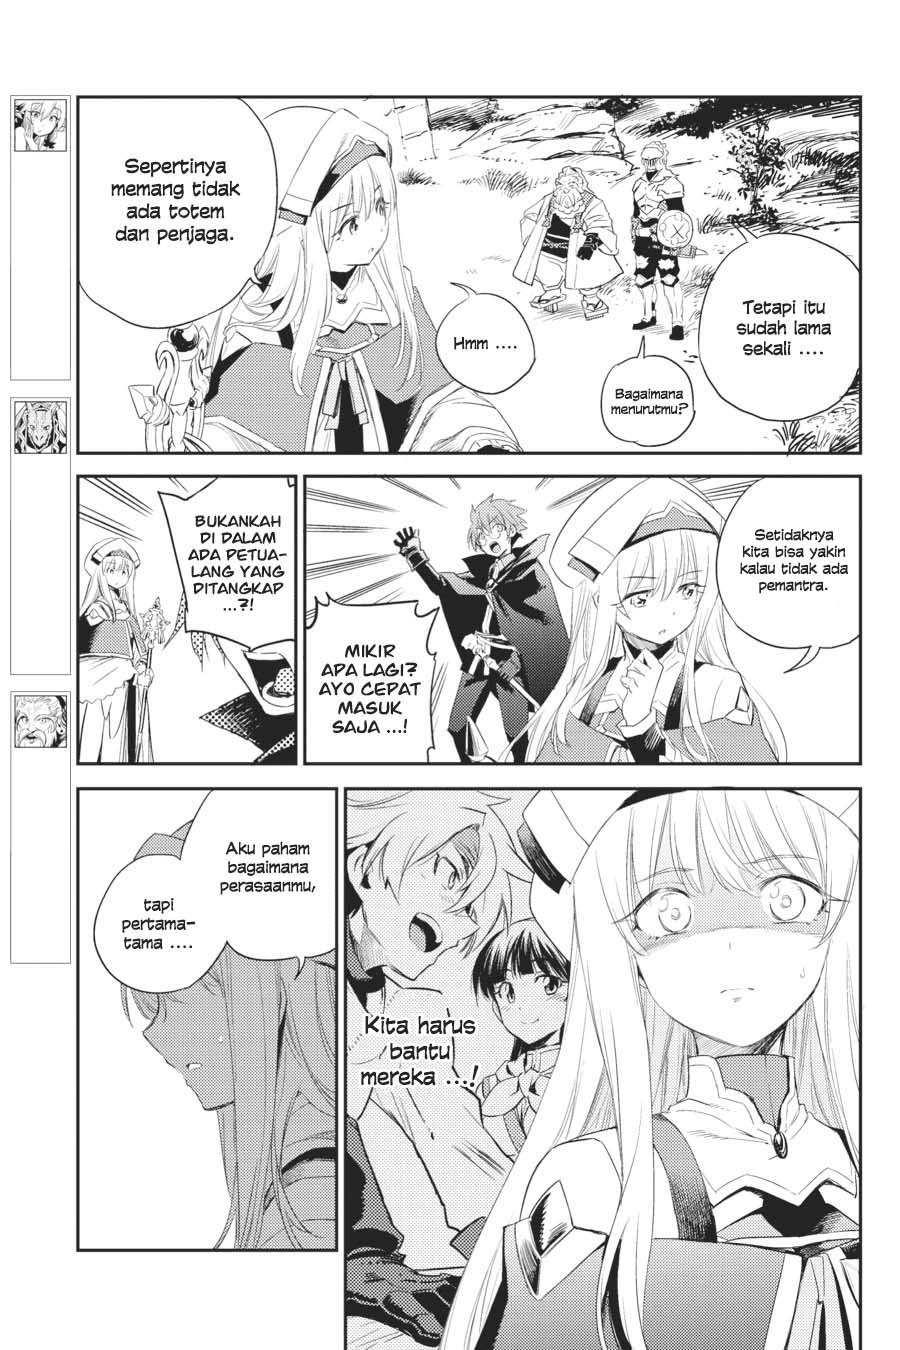 Tetapi itu
sudah lama
sekali ....
Bagaimana
menurutmu?
Hmm ....
Sepertinya
memang tidak
ada totem
dan penjaga.
Setidaknya
kita bisa yakin
kalau tidak ada
pemantra.
MIKIR
APA LAGI?
AYO CEPAT
MASUK
SAJA ...!
BUKANKAH
DI DALAM
ADA PETUA-
LANG YANG
DITANGKAP
...?!
Kita harus
bantu
mereka ...!
Aku paham
bagaimana
perasaanmu,
tapi
pertama-
tama ....